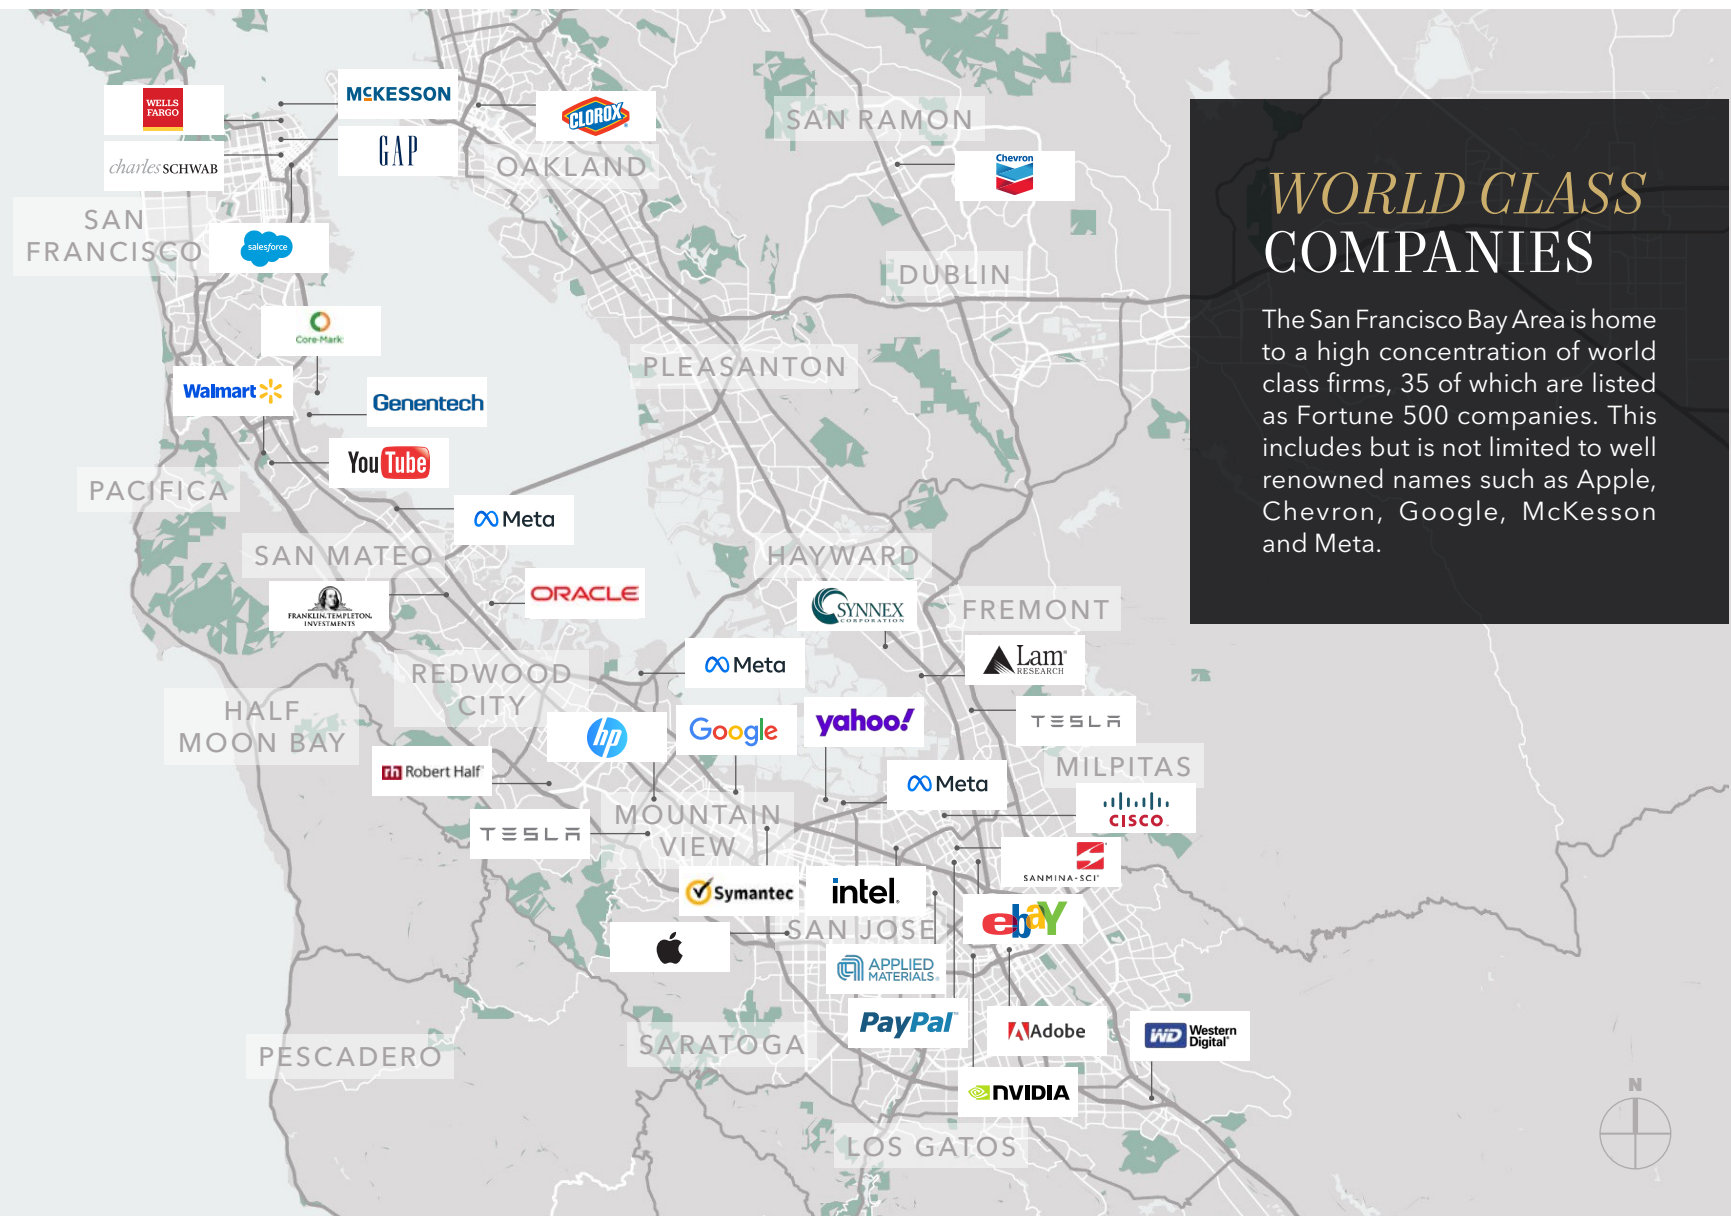 WELLS
FARGO
MCKESSON
CLOROX
charles SCHWAB
GAP
OAKLAND
SAN RAMON
Chevron
SAN
FRANCISCO
salesforce
DUBLIN
Core-Mark
PLEASANTON
Walmart
Genentech
YouTube
PACIFICA
Meta
SAN MATEO
HAYWARD
FRANKLIN TEMPLETON
INVESTMENTS
ORACLE
SYNNEX
CORPORATION
FREMONT
Lam
RESEARCH
REDWOOD
CITY
Meta
HALF
MOON BAY
hp
Google
yahoo!
TESLA
rh Robert Half
MILPITAS
Meta
CISCO
TESLA
MOUNTAIN
VIEW
SANMINA-SCI
Symantec
intel
ebaY
SAN JOSE
APPLIED
MATERIALS
PayPal
Adobe
WD Western
Digital
PESCADERO
SARATOGA
NVIDIA
LOS GATOS
WORLD CLASS
COMPANIES
The San Francisco Bay Area is home
to a high concentration of world
class firms, 35 of which are listed
as Fortune 500 companies. This
includes but is not limited to well
renowned names such as Apple,
Chevron, Google, McKesson
and Meta.
N